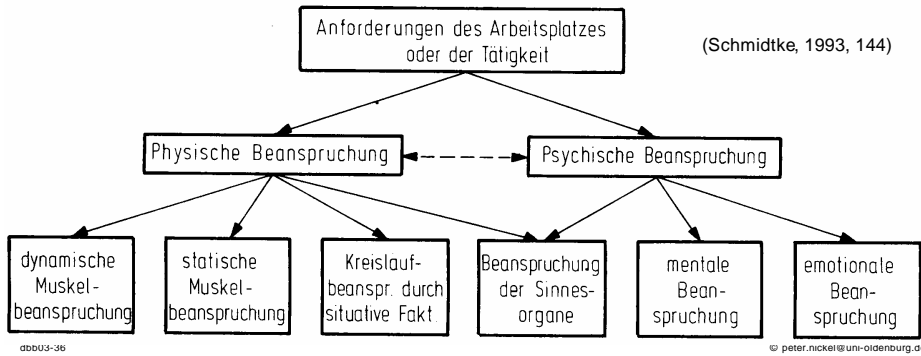 Anforderungen des Arbeitsplatzes
oder der Tätigkeit
(Schmidtke, 1993, 144)
Physische Beanspruchung
Psychische Beanspruchung
dynamische
Muskel-
beanspruchung
statische
Muskel-
beanspruchung
Kreislauf-
beanspr. durch
situative Fakt.
Beanspruchung
der Sinnes-
organe
mentale
Bean-
spruchung
emotionale
Bean-
spruchung
dbb03-36
© peter.nickel@uni-oldenburg.d